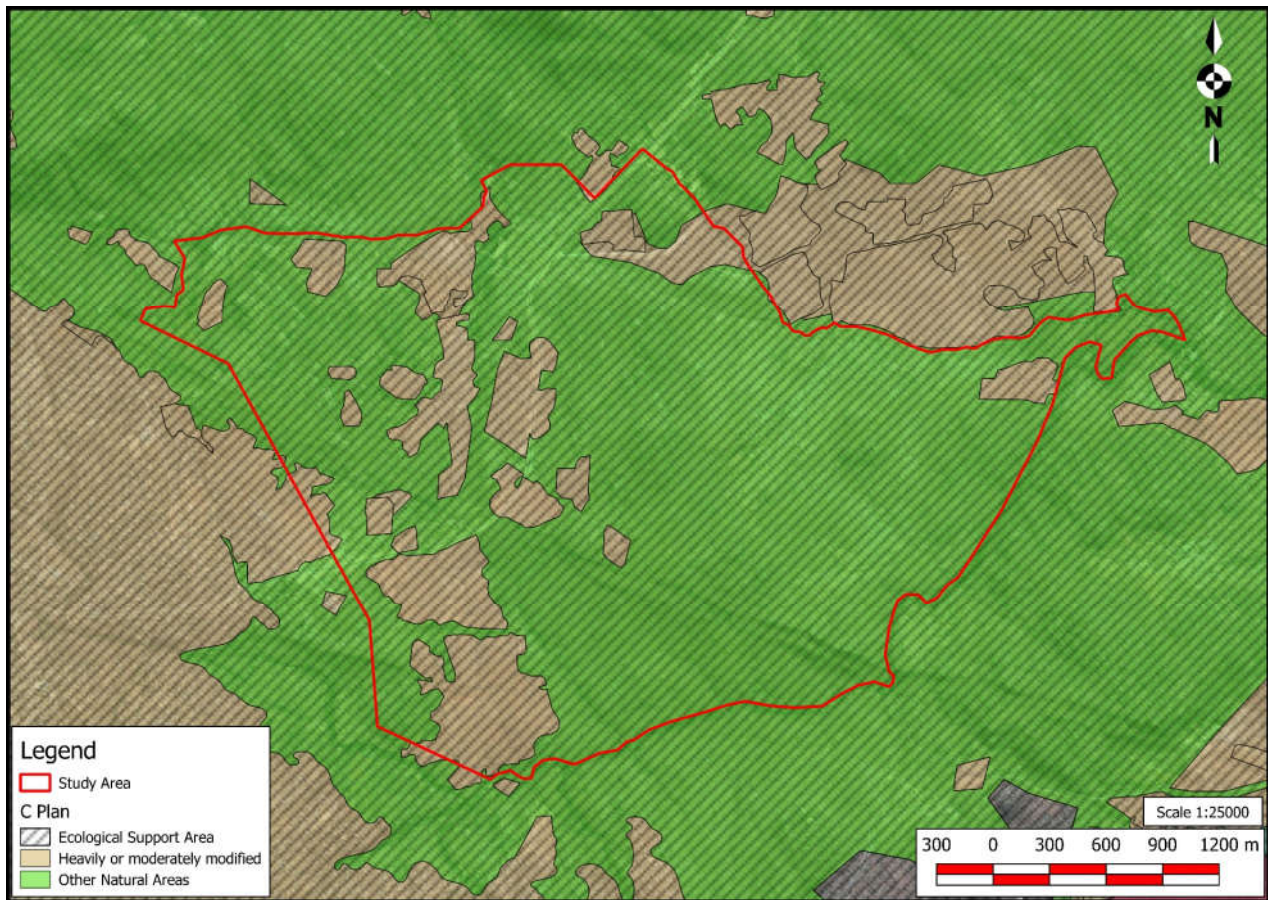 N
Legend
Study Area
C Plan
Ecological Support Area
Heavily or moderately modified
Other Natural Areas
Scale 1:25000
300 0 300 600 900 1200 m